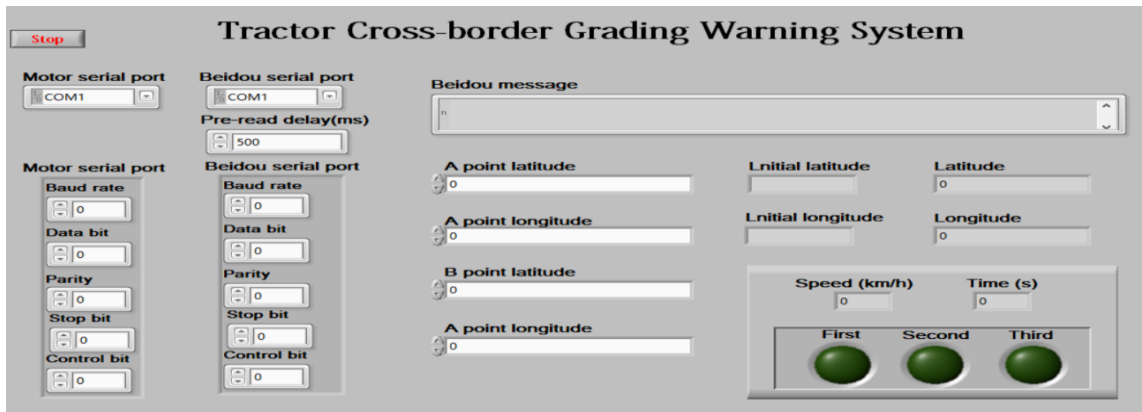 Tractor Cross-border Grading Warning System
Stop
Motor serial port
COM1
Beidou serial port
COM1
Pre-read delay(ms)
500
Beidou message
Motor serial port
Baud rate
0
Data bit
0
Parity
0
Stop bit
0
Control bit
0
Beidou serial port
Baud rate
0
Data bit
0
Parity
0
Stop bit
0
Control bit
0
A point latitude
0
A point longitude
0
B point latitude
0
A point longitude
0
Lnitial latitude
Latitude
0
Lnitial longitude
Longitude
0
Speed (km/h)
0
Time (s)
0
First
Second
Third